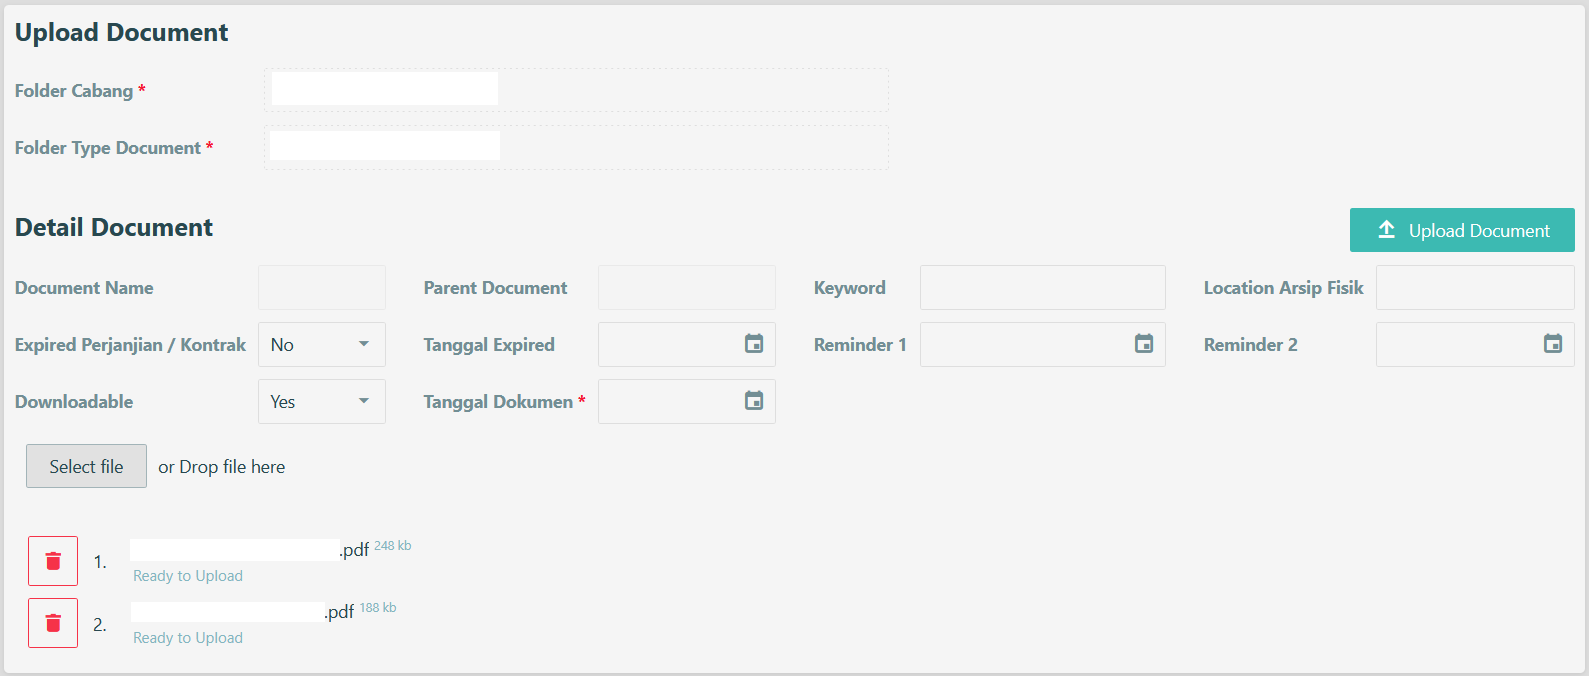 Upload Document
Folder Cabang *
Folder Type Document *
Detail Document
Upload Document
Document Name Parent Document Keyword Location Arsip Fisik
Expired Perjanjian / Kontrak No Tanggal Expired Reminder 1 Reminder 2
Downloadable Yes Tanggal Dokumen *
Select file or Drop file here
1. .pdf 248 kb
Ready to Upload
2. .pdf 188 kb
Ready to Upload